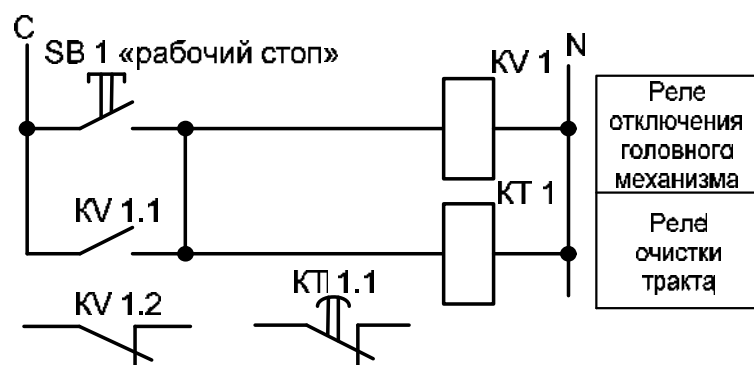 C
N
SB 1 «рабочий стоп»
KV 1
KV 1.1
KT 1
KV 1.2
KT 1.1
Реле
отключения
головного
механизма
Реле
очистки
тракта